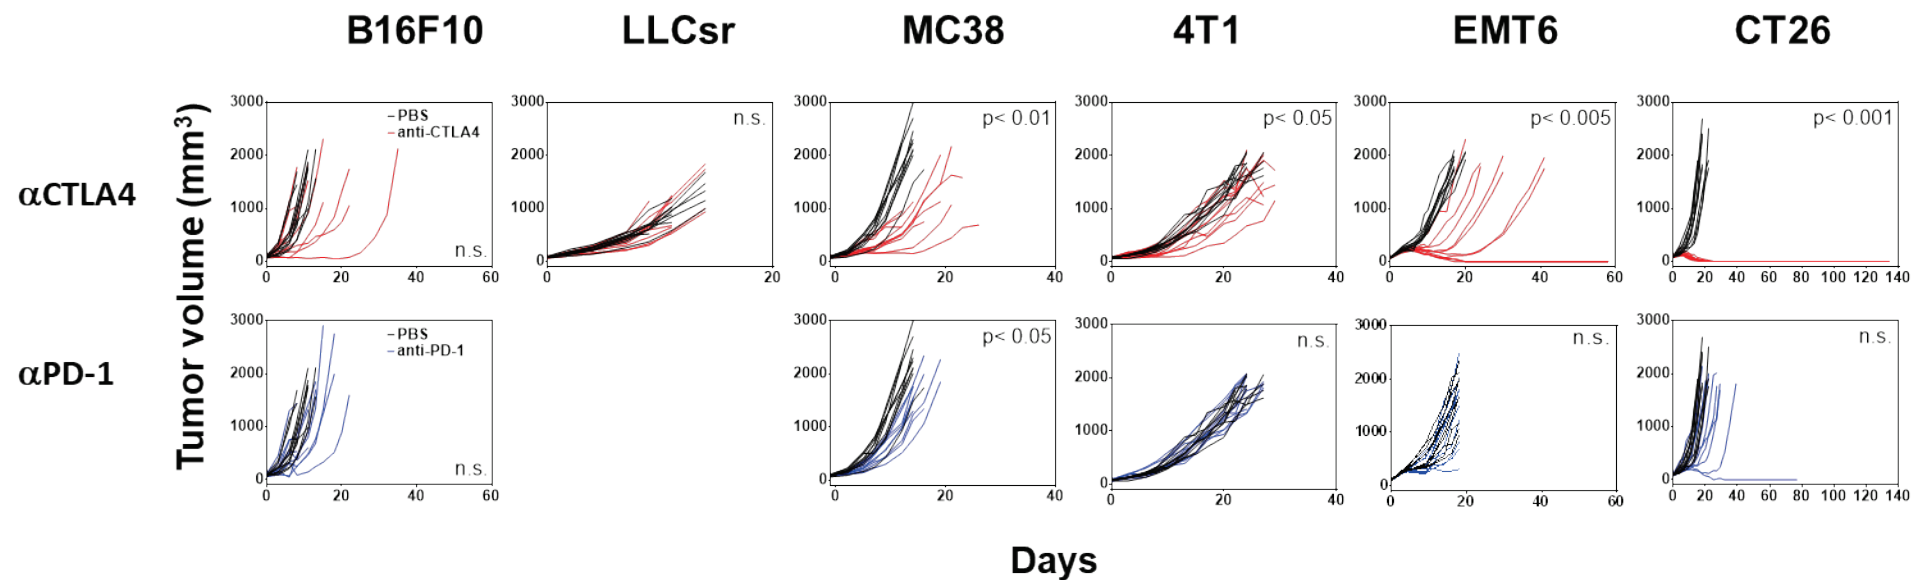 B16F10 LLCsr MC38 4T1 EMT6 CT26
αCTLA4
αPD-1
Tumor volume (mm3)
3000
2000
1000
0
0 20 40 60
PBS
anti-CTLA4
n.s.
3000
2000
1000
0
0 20
n.s.
3000
2000
1000
0
0 20 40
p< 0.01
3000
2000
1000
0
0 20 40
p< 0.05
3000
2000
1000
0
0 20 40 60
p< 0.005
3000
2000
1000
0
0 20 40 60 80 100 120 140
p< 0.001
3000
2000
1000
0
0 20 40 60
PBS
anti-PD-1
n.s.
3000
2000
1000
0
0 20 40
p< 0.05
3000
2000
1000
0
0 20 40
n.s.
3000
2000
1000
0
0 20 40 60
n.s.
3000
2000
1000
0
0 20 40 60 80 100 120 140
n.s.
Days